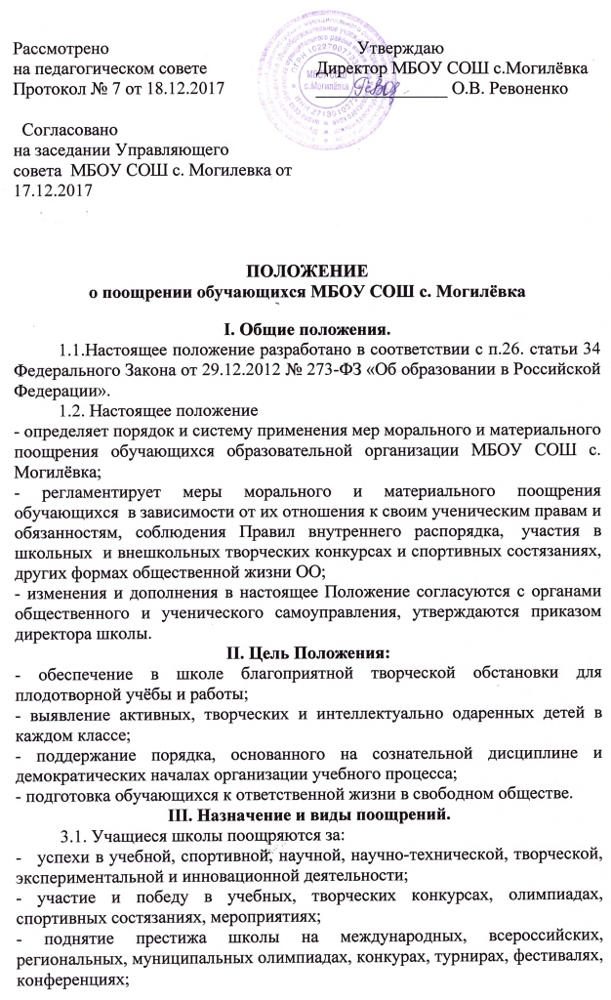 Рассмотрено
на педагогическом совете
Протокол № 7 от 18.12.2017
Утверждаю
Директор МБОУ СОШ с.Могилёвка
_______________ О.В. Ревоненко
МБОУ СОШ
с.Могилёвка
Согласовано
на заседании Управляющего
совета МБОУ СОШ с. Могилевка от
17.12.2017
ПОЛОЖЕНИЕ
о поощрении обучающихся МБОУ СОШ с. Могилёвка
I. Общие положения.
1.1.Настоящее положение разработано в соответствии с п.26. статьи 34
Федерального Закона от 29.12.2012 № 273-ФЗ «Об образовании в Российской
Федерации».
1.2. Настоящее положение
- определяет порядок и систему применения мер морального и материального
поощрения обучающихся образовательной организации МБОУ СОШ с.
Могилёвка;
- регламентирует меры морального и материального поощрения
обучающихся в зависимости от их отношения к своим ученическим правам и
обязанностям, соблюдения Правил внутреннего распорядка, участия в
школьных и внешкольных творческих конкурсах и спортивных состязаниях,
других формах общественной жизни ОО;
- изменения и дополнения в настоящее Положение согласуются с органами
общественного и ученического самоуправления, утверждаются приказом
директора школы.
II. Цель Положения:
- обеспечение в школе благоприятной творческой обстановки для
плодотворной учёбы и работы;
- выявление активных, творческих и интеллектуально одаренных детей в
каждом классе;
- поддержание порядка, основанного на сознательной дисциплине и
демократических началах организации учебного процесса;
- подготовка обучающихся к ответственной жизни в свободном обществе.
III. Назначение и виды поощрений.
3.1. Учащиеся школы поощряются за:
- успехи в учебной, спортивной, научной, научно-технической, творческой,
экспериментальной и инновационной деятельности;
- участие и победу в учебных, творческих конкурсах, олимпиадах,
спортивных состязаниях, мероприятиях;
- поднятие престижа школы на международных, всероссийских,
региональных, муниципальных олимпиадах, конкурах, турнирах, фестивалях,
конференциях;